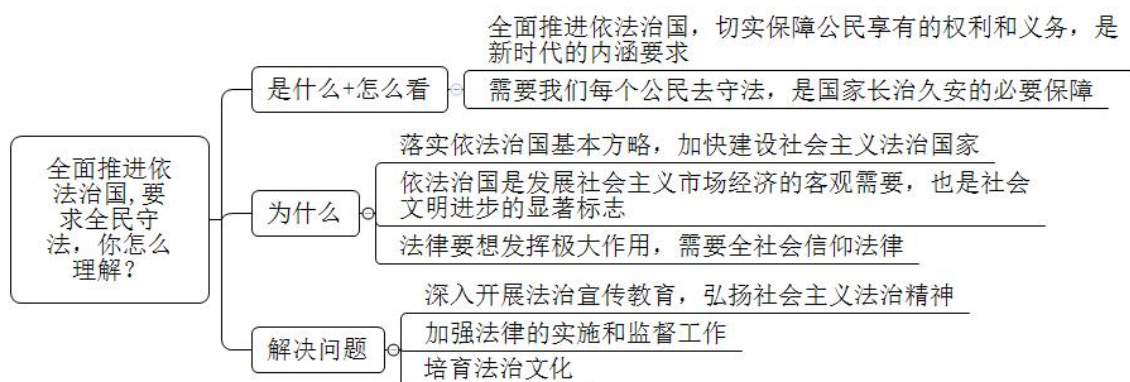 全面推进依
法治国,要
求全民守
法，你怎么
理解？
是什么+怎么看
全面推进依法治国，切实保障公民享有的权利和义务，是
新时代的内涵要求
需要我们每个公民去守法，是国家长治久安的必要保障
为什么
落实依法治国基本方略，加快建设社会主义法治国家
依法治国是发展社会主义市场经济的客观需要，也是社会
文明进步的显著标志
法律要想发挥极大作用，需要全社会信仰法律
解决问题
深入开展法治宣传教育，弘扬社会主义法治精神
加强法律的实施和监督工作
培育法治文化